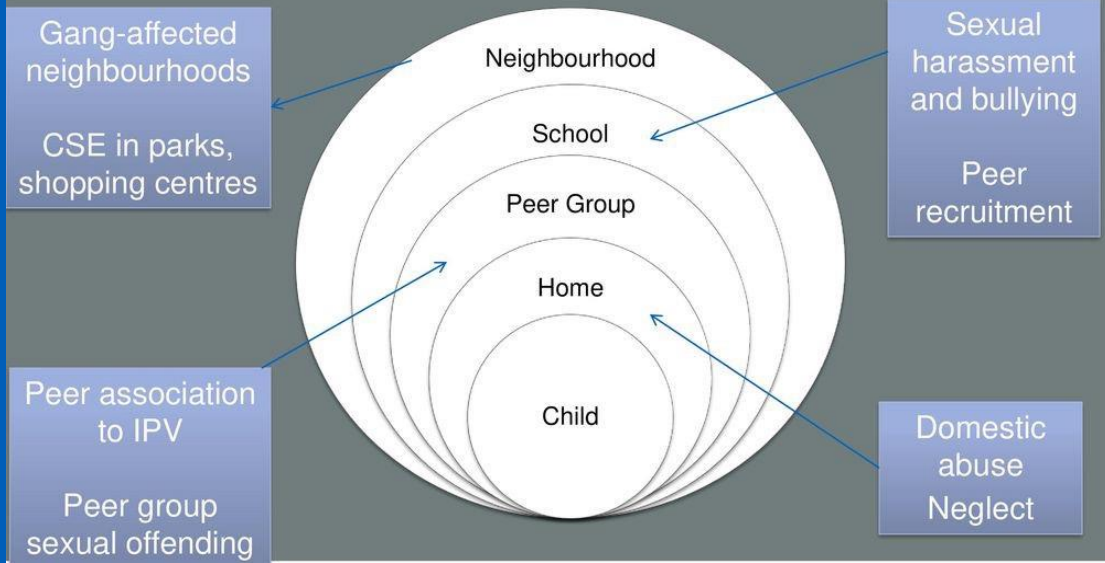 Gang-affected
neighbourhoods
CSE in parks,
shopping centres
Neighbourhood
School
Peer Group
Home
Child
Sexual
harassment
and bullying
Peer
recruitment
Peer association
to IPV
Peer group
sexual offending
Domestic
abuse
Neglect